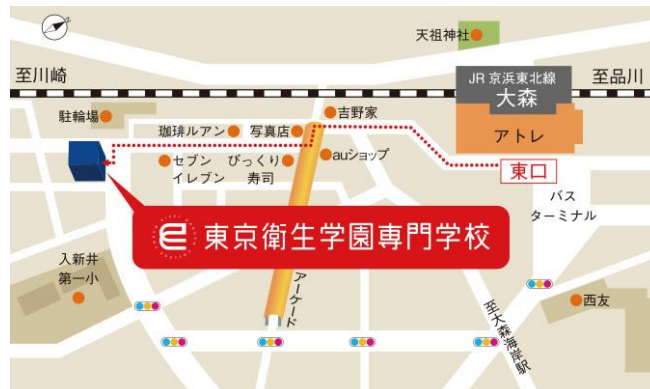 天祖神社
至川崎
JR 京浜東北線
大森
至品川
アトレ
駐輪場
吉野家
珈琲ルアン
写真店
auショップ
セブン
イレブン
びっくり
寿司
東口
バス
ターミナル
東京衛生学園専門学校
入新井
第一小
アーケード
至大森海岸駅
西友